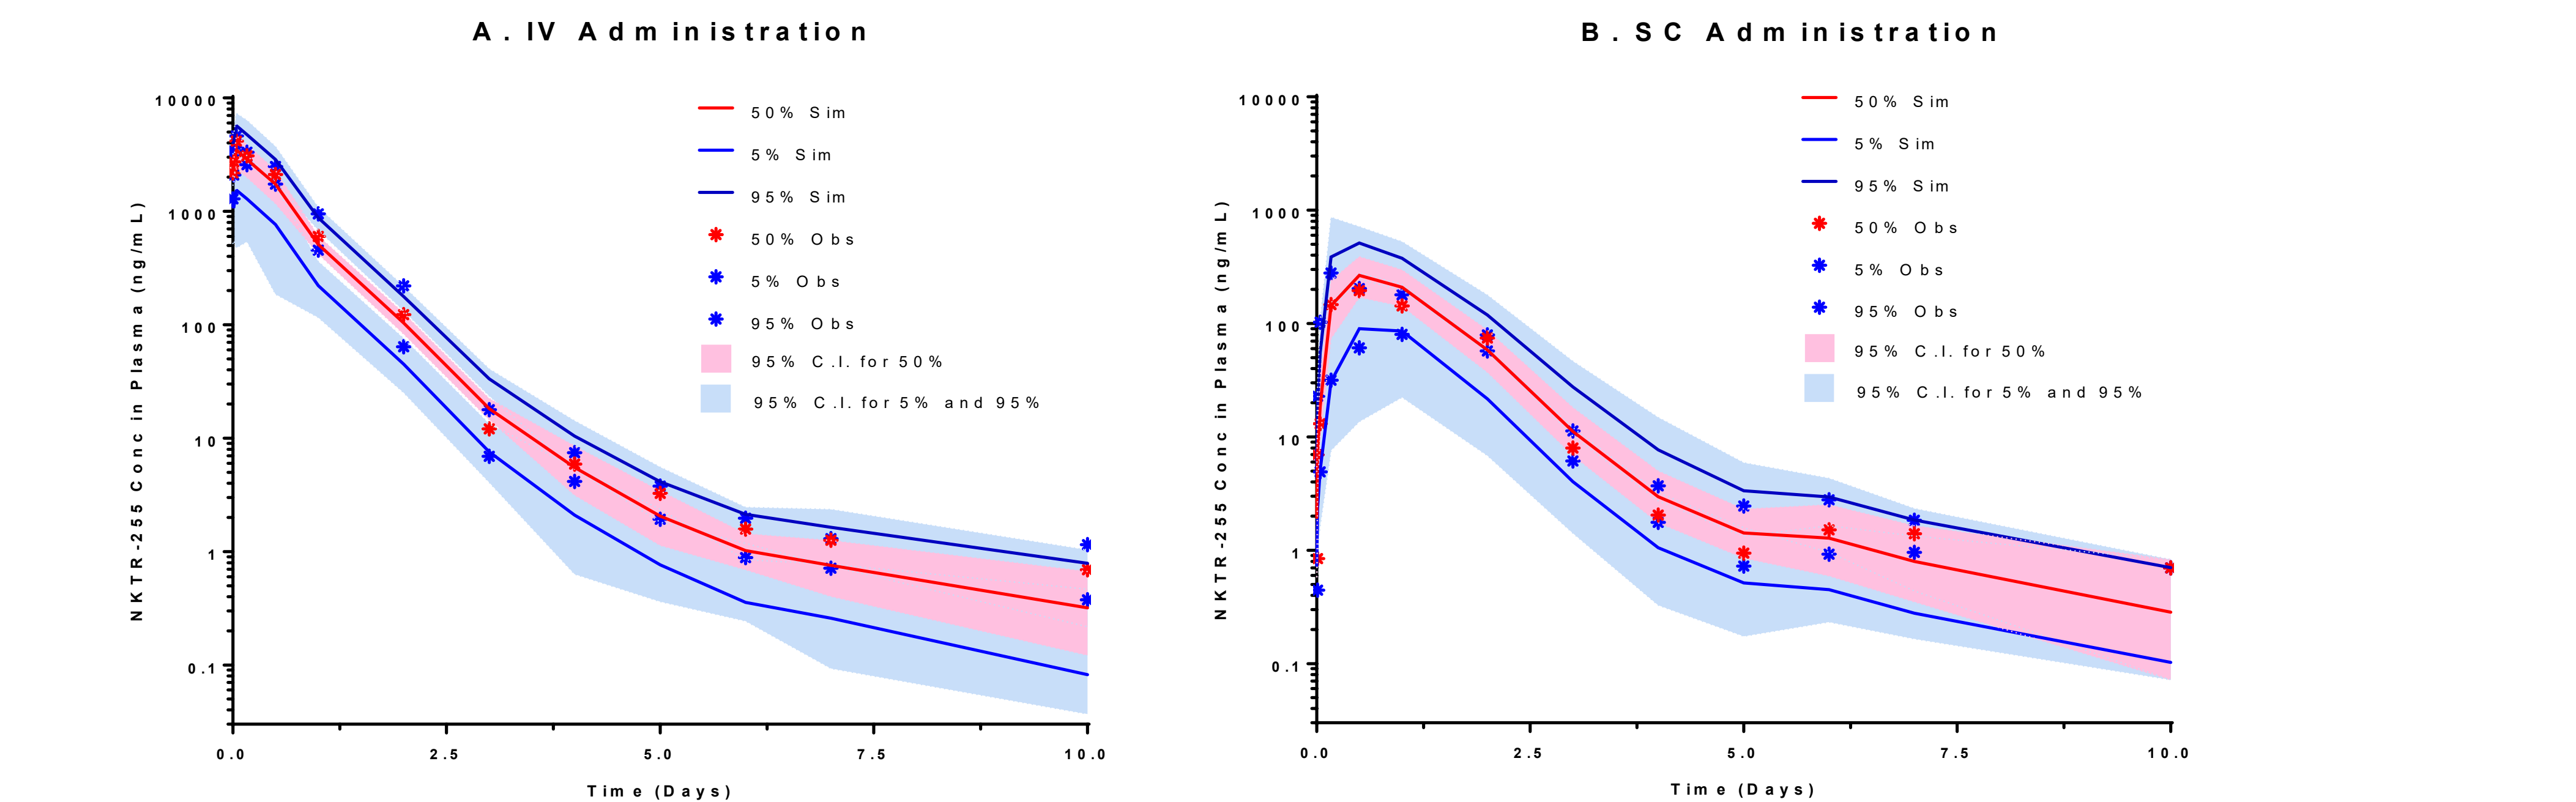 A. IV Administration
10000
1000
100
10
1
0.1
NKTR-255 Conc in Plasma (ng/mL)
50% Sim
5% Sim
95% Sim
50% Obs
5% Obs
95% Obs
95% C.I. for 50%
95% C.I. for 5% and 95%
0.0 2.5 5.0 7.5 10.0
Time (Days)
B. SC Administration
10000
1000
100
10
1
0.1
NKTR-255 Conc in Plasma (ng/mL)
50% Sim
5% Sim
95% Sim
50% Obs
5% Obs
95% Obs
95% C.I. for 50%
95% C.I. for 5% and 95%
0.0 2.5 5.0 7.5 10.0
Time (Days)